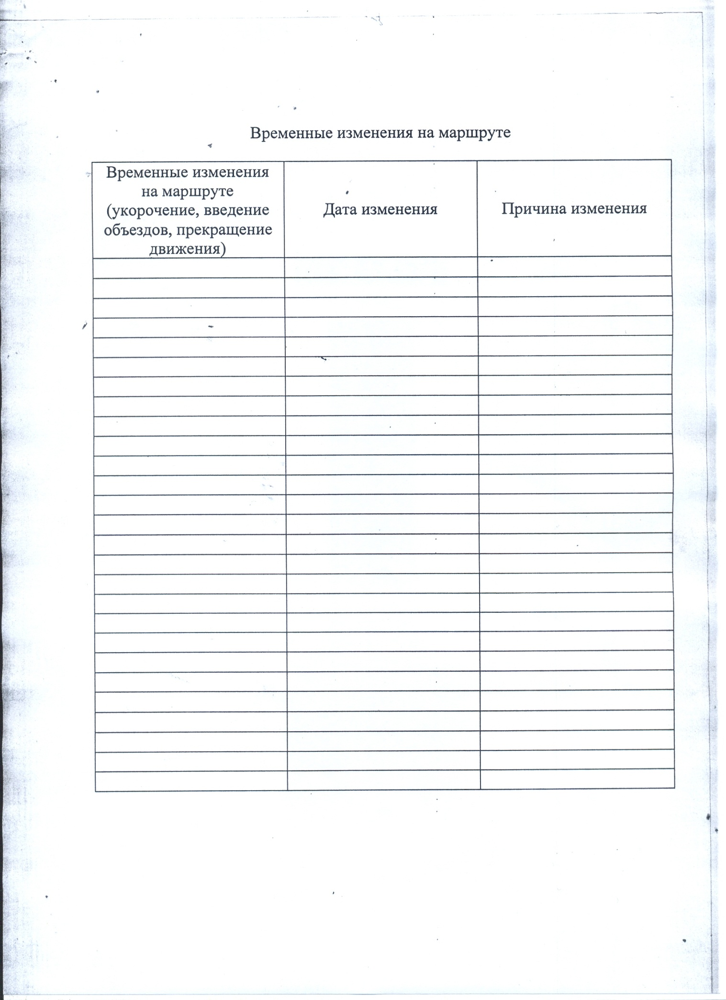 Временные изменения на маршруте
Временные изменения
на маршруте
(укорочение, введение
объездов, прекращение
движения)
Дата изменения
Причина изменения